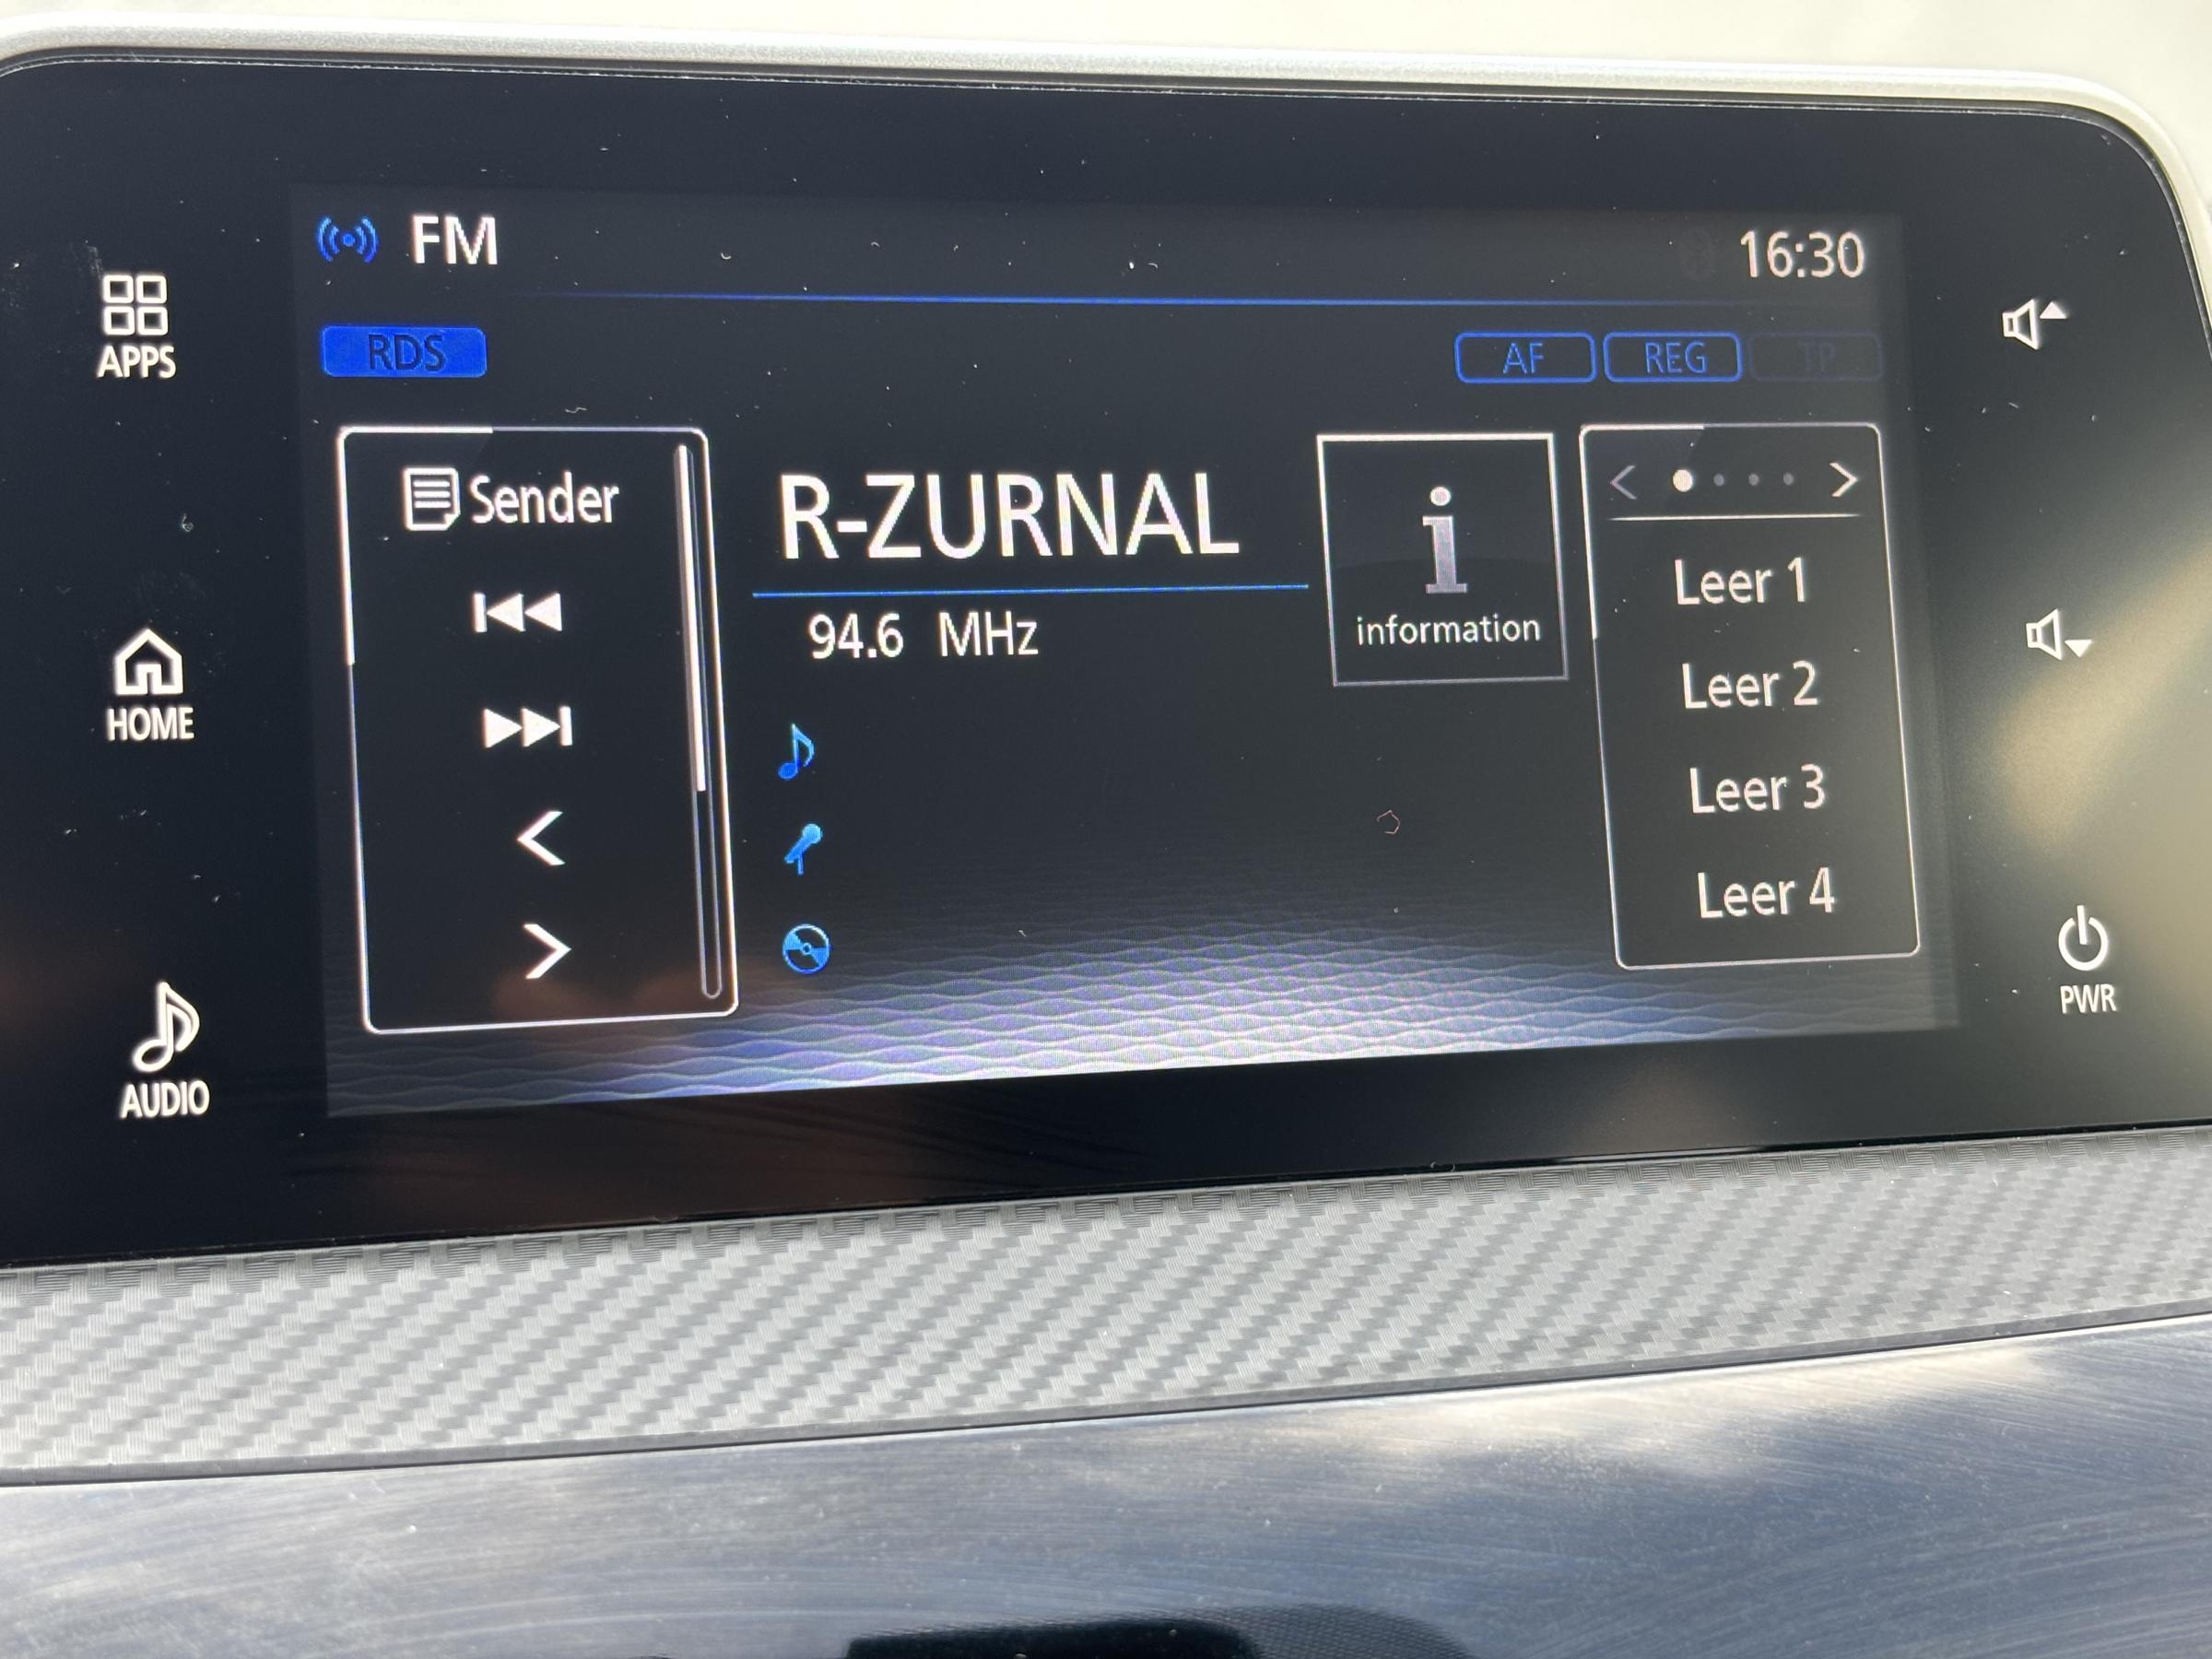 FM
16:30
RDS
AF REG TP
APPS
Sender
R-ZURNAL
94.6 MHz
information
Leer 1
Leer 2
Leer 3
Leer 4
HOME
AUDIO
PWR